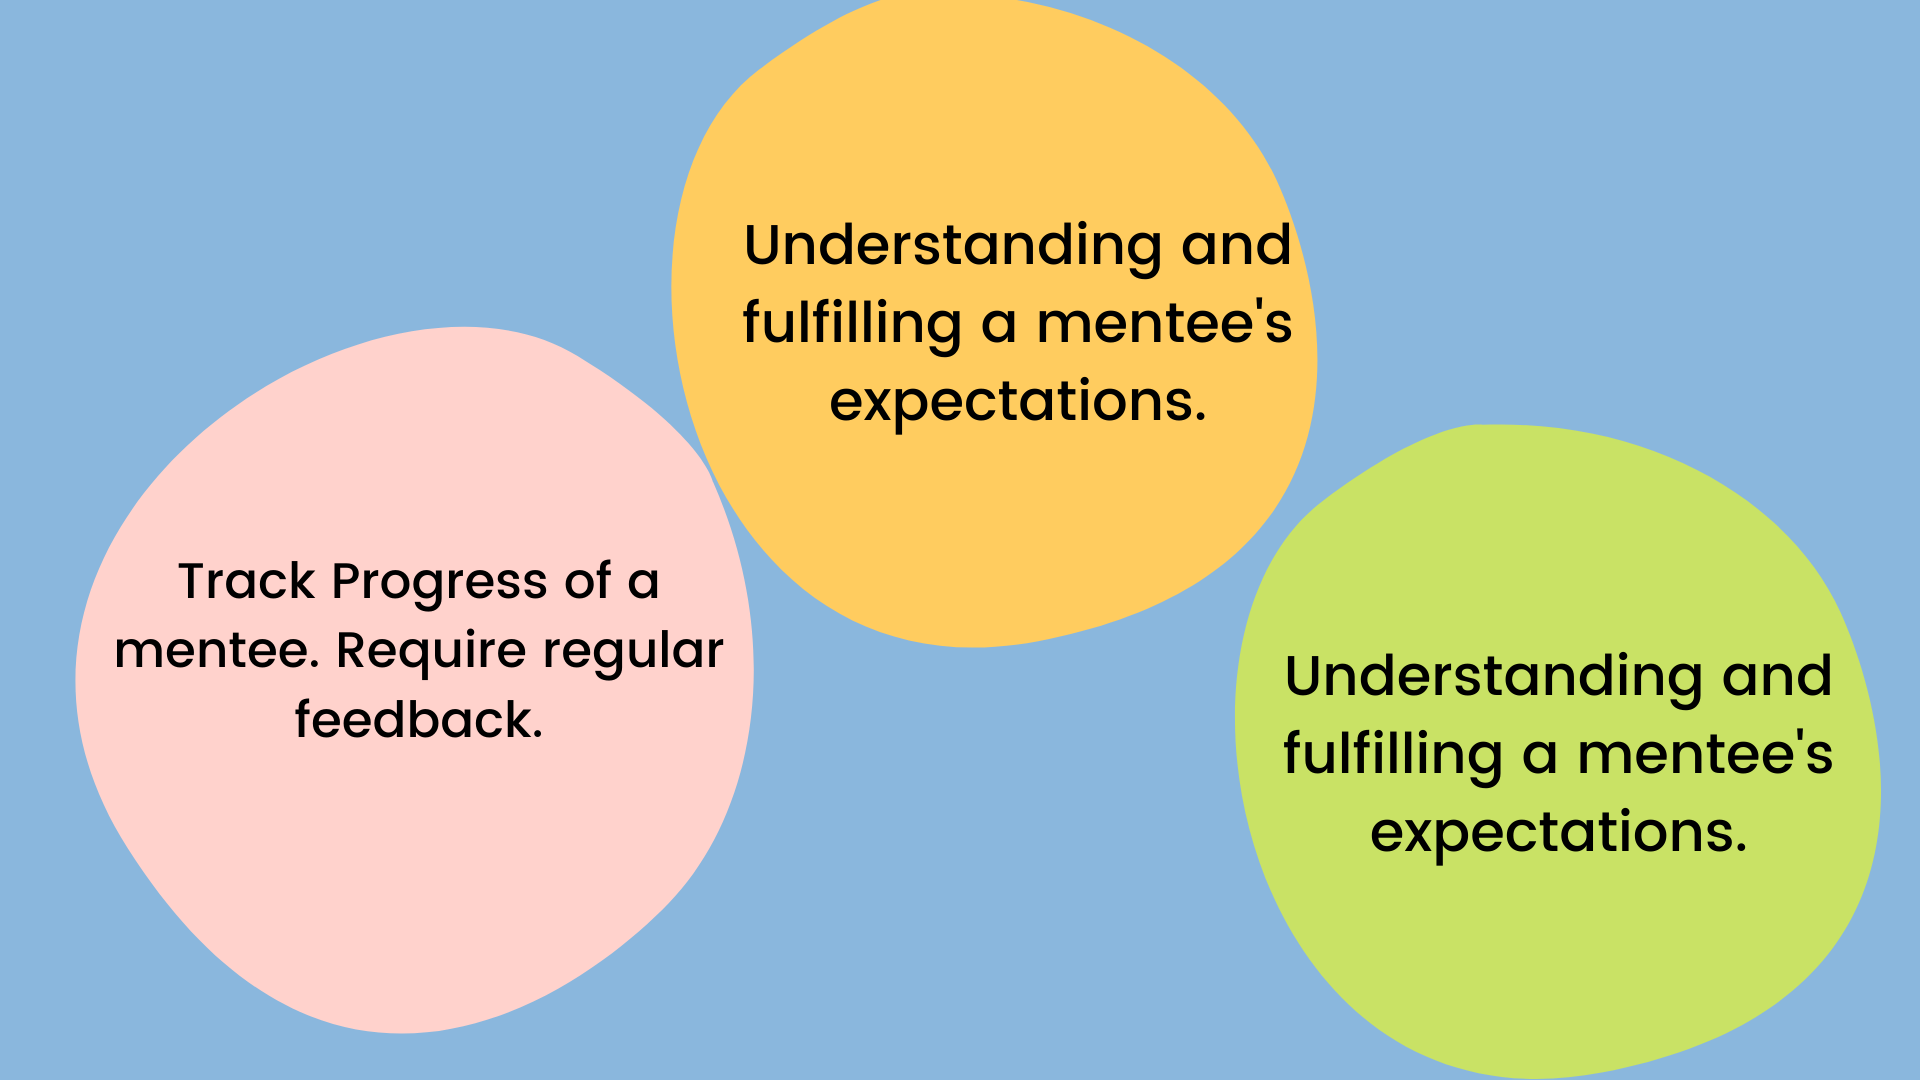 Understanding and
fulfilling a mentee's
expectations.
Track Progress of a
mentee. Require regular
feedback.
Understanding and
fulfilling a mentee's
expectations.